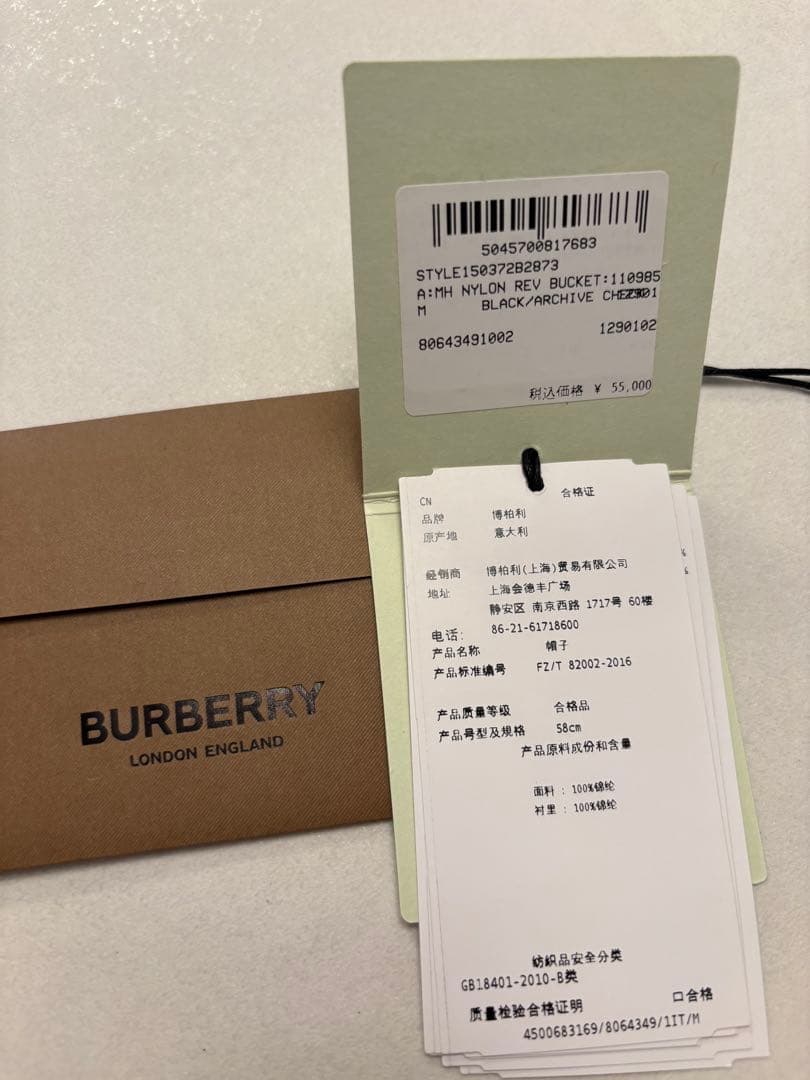 5045700817683
STYLE150372B2873
A:MH NYLON REV BUCKET:110985
M BLACK/ARCHIVE
80643491002 1290102
税込価格 ¥ 55,000
CN 合格证
品牌 博柏利
原产地 意大利
经销商 博柏利(上海)贸易有限公司
地址 上海会德丰广场
静安区 南京西路 1717号 60楼
电话: 86-21-61718600
产品名称 帽子
产品标准编号 FZ/T 82002-2016
产品质量等级 合格品
产品号型及规格 58cm
产品原料成份和含量
面料 : 100%锦纶
衬里 : 100%锦纶
纺织品安全分类
GB18401-2010-B类
质量检验合格证明 口合格
4500683169/8064349/1IT/M
BURBERRY
LONDON ENGLAND